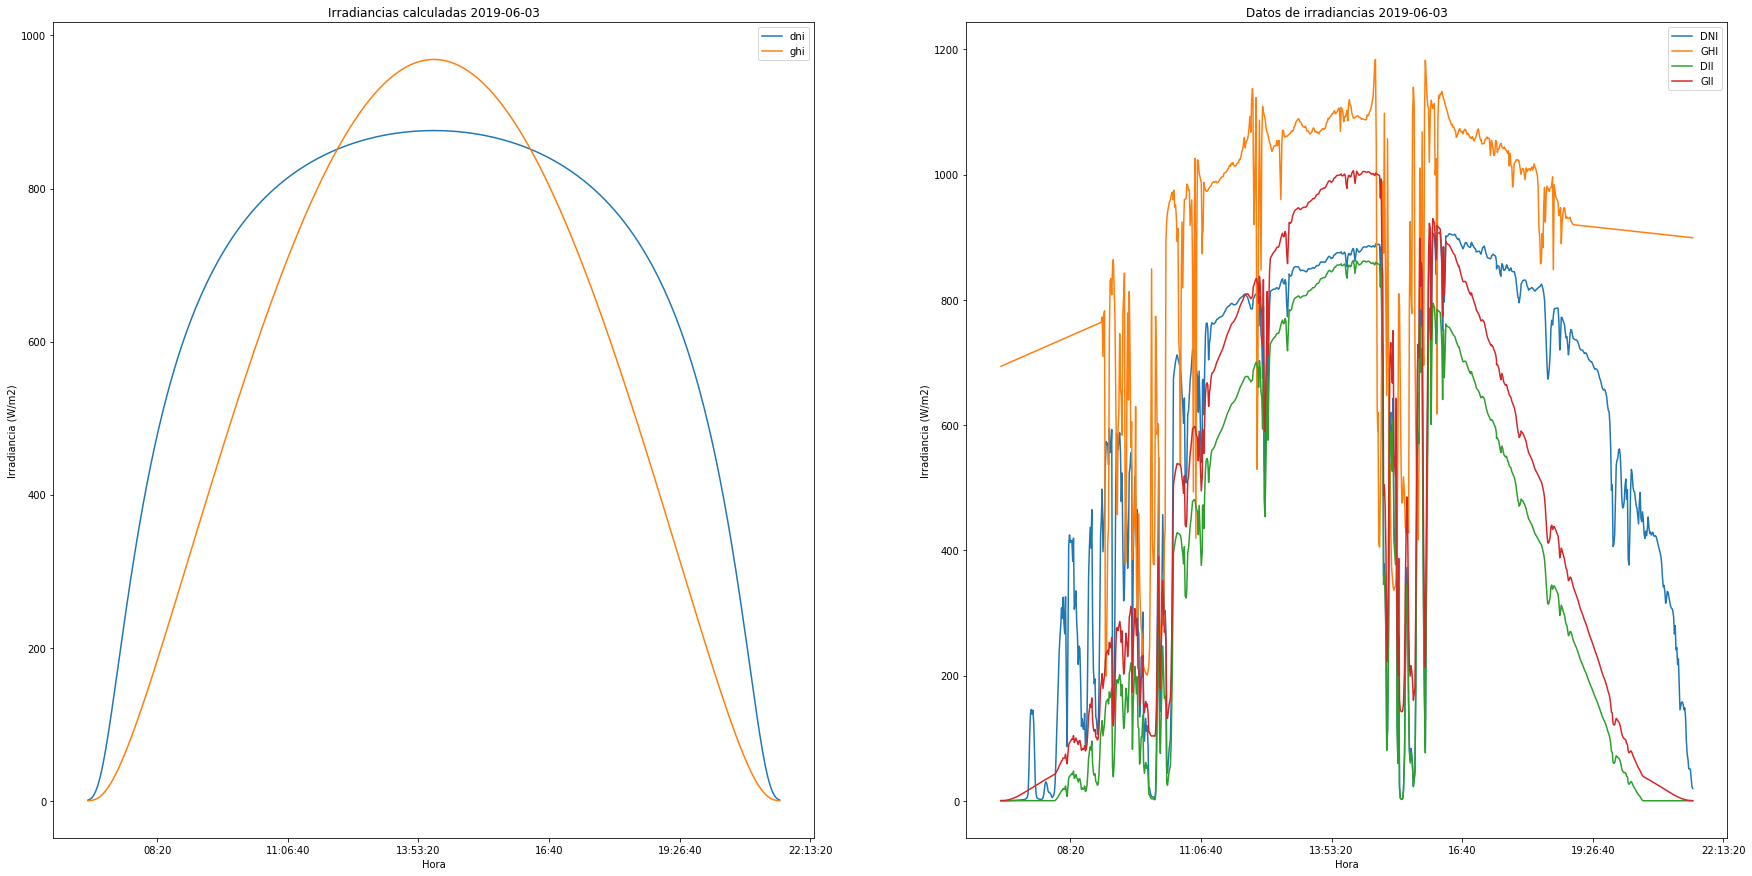 Irradiancias calculadas 2019-06-03
1000
800
600
400
200
0
Irradiancia (W/m2)
dni
ghi
08:20
11:06:40
13:53:20
16:40
19:26:40
22:13:20
Hora
Datos de irradiancias 2019-06-03
1200
1000
800
600
400
200
0
Irradiancia (W/m2)
DNI
GHI
DII
GII
08:20
11:06:40
13:53:20
16:40
19:26:40
22:13:20
Hora